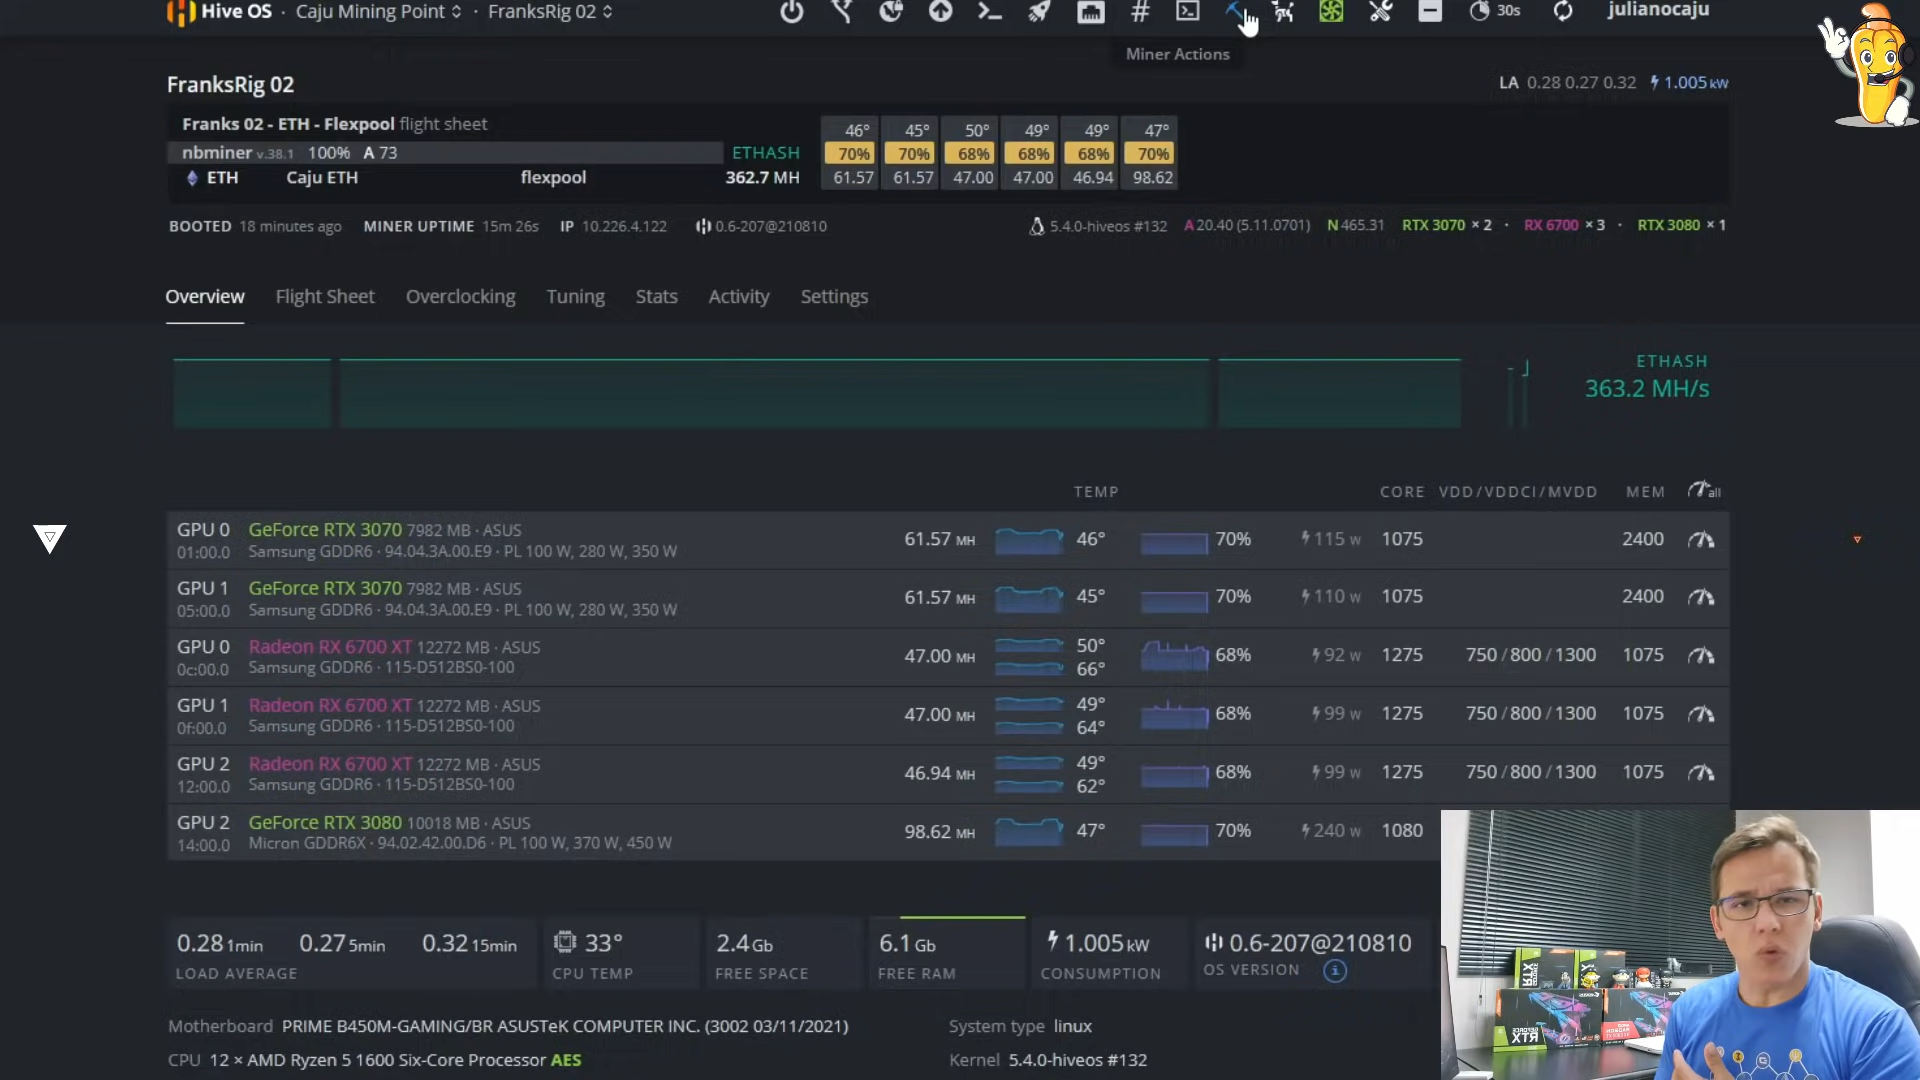 Hive OS · Caju Mining Point · FranksRig 02
30s
julianocaju
Miner Actions
FranksRig 02
LA 0.28 0.27 0.32 1.005 kW
Franks 02 - ETH - Flexpool flight sheet
nbminer v.38.1 100% A 73 ETHASH
ETH Caju ETH flexpool 362.7 MH
46° 45° 50° 49° 49° 47°
70% 70% 68% 68% 68% 70%
61.57 61.57 47.00 47.00 46.94 98.62
BOOTED 18 minutes ago MINER UPTIME 15m 26s IP 10.226.4.122 0.6-207@210810
5.4.0-hiveos #132 A 20.40 (5.11.0701) N 465.31 RTX 3070 × 2 · RX 6700 × 3 · RTX 3080 × 1
Overview Flight Sheet Overclocking Tuning Stats Activity Settings
ETHASH
363.2 MH/s
TEMP CORE VDD/VDDCI/MVDD MEM all
GPU 0 GeForce RTX 3070 7982 MB · ASUS
01:00.0 Samsung GDDR6 · 94.04.3A.00.E9 · PL 100 W, 280 W, 350 W
61.57 MH 46° 70% 115 W 1075 2400
GPU 1 GeForce RTX 3070 7982 MB · ASUS
05:00.0 Samsung GDDR6 · 94.04.3A.00.E9 · PL 100 W, 280 W, 350 W
61.57 MH 45° 70% 110 W 1075 2400
GPU 0 Radeon RX 6700 XT 12272 MB · ASUS
0c:00.0 Samsung GDDR6 · 115-D512BS0-100
47.00 MH 50° 66° 68% 92 W 1275 750/800/1300 1075
GPU 1 Radeon RX 6700 XT 12272 MB · ASUS
0f:00.0 Samsung GDDR6 · 115-D512BS0-100
47.00 MH 49° 64° 68% 99 W 1275 750/800/1300 1075
GPU 2 Radeon RX 6700 XT 12272 MB · ASUS
12:00.0 Samsung GDDR6 · 115-D512BS0-100
46.94 MH 49° 62° 68% 99 W 1275 750/800/1300 1075
GPU 2 GeForce RTX 3080 10018 MB · ASUS
14:00.0 Micron GDDR6X · 94.02.42.00.D6 · PL 100 W, 370 W, 450 W
98.62 MH 47° 70% 240 W 1080
0.28 1min 0.27 5min 0.32 15min
LOAD AVERAGE
33°
CPU TEMP
2.4 Gb
FREE SPACE
6.1 Gb
FREE RAM
1.005 kW
CONSUMPTION
0.6-207@210810
OS VERSION
Motherboard PRIME B450M-GAMING/BR ASUSTeK COMPUTER INC. (3002 03/11/2021)
System type linux
CPU 12 × AMD Ryzen 5 1600 Six-Core Processor AES
Kernel 5.4.0-hiveos #132